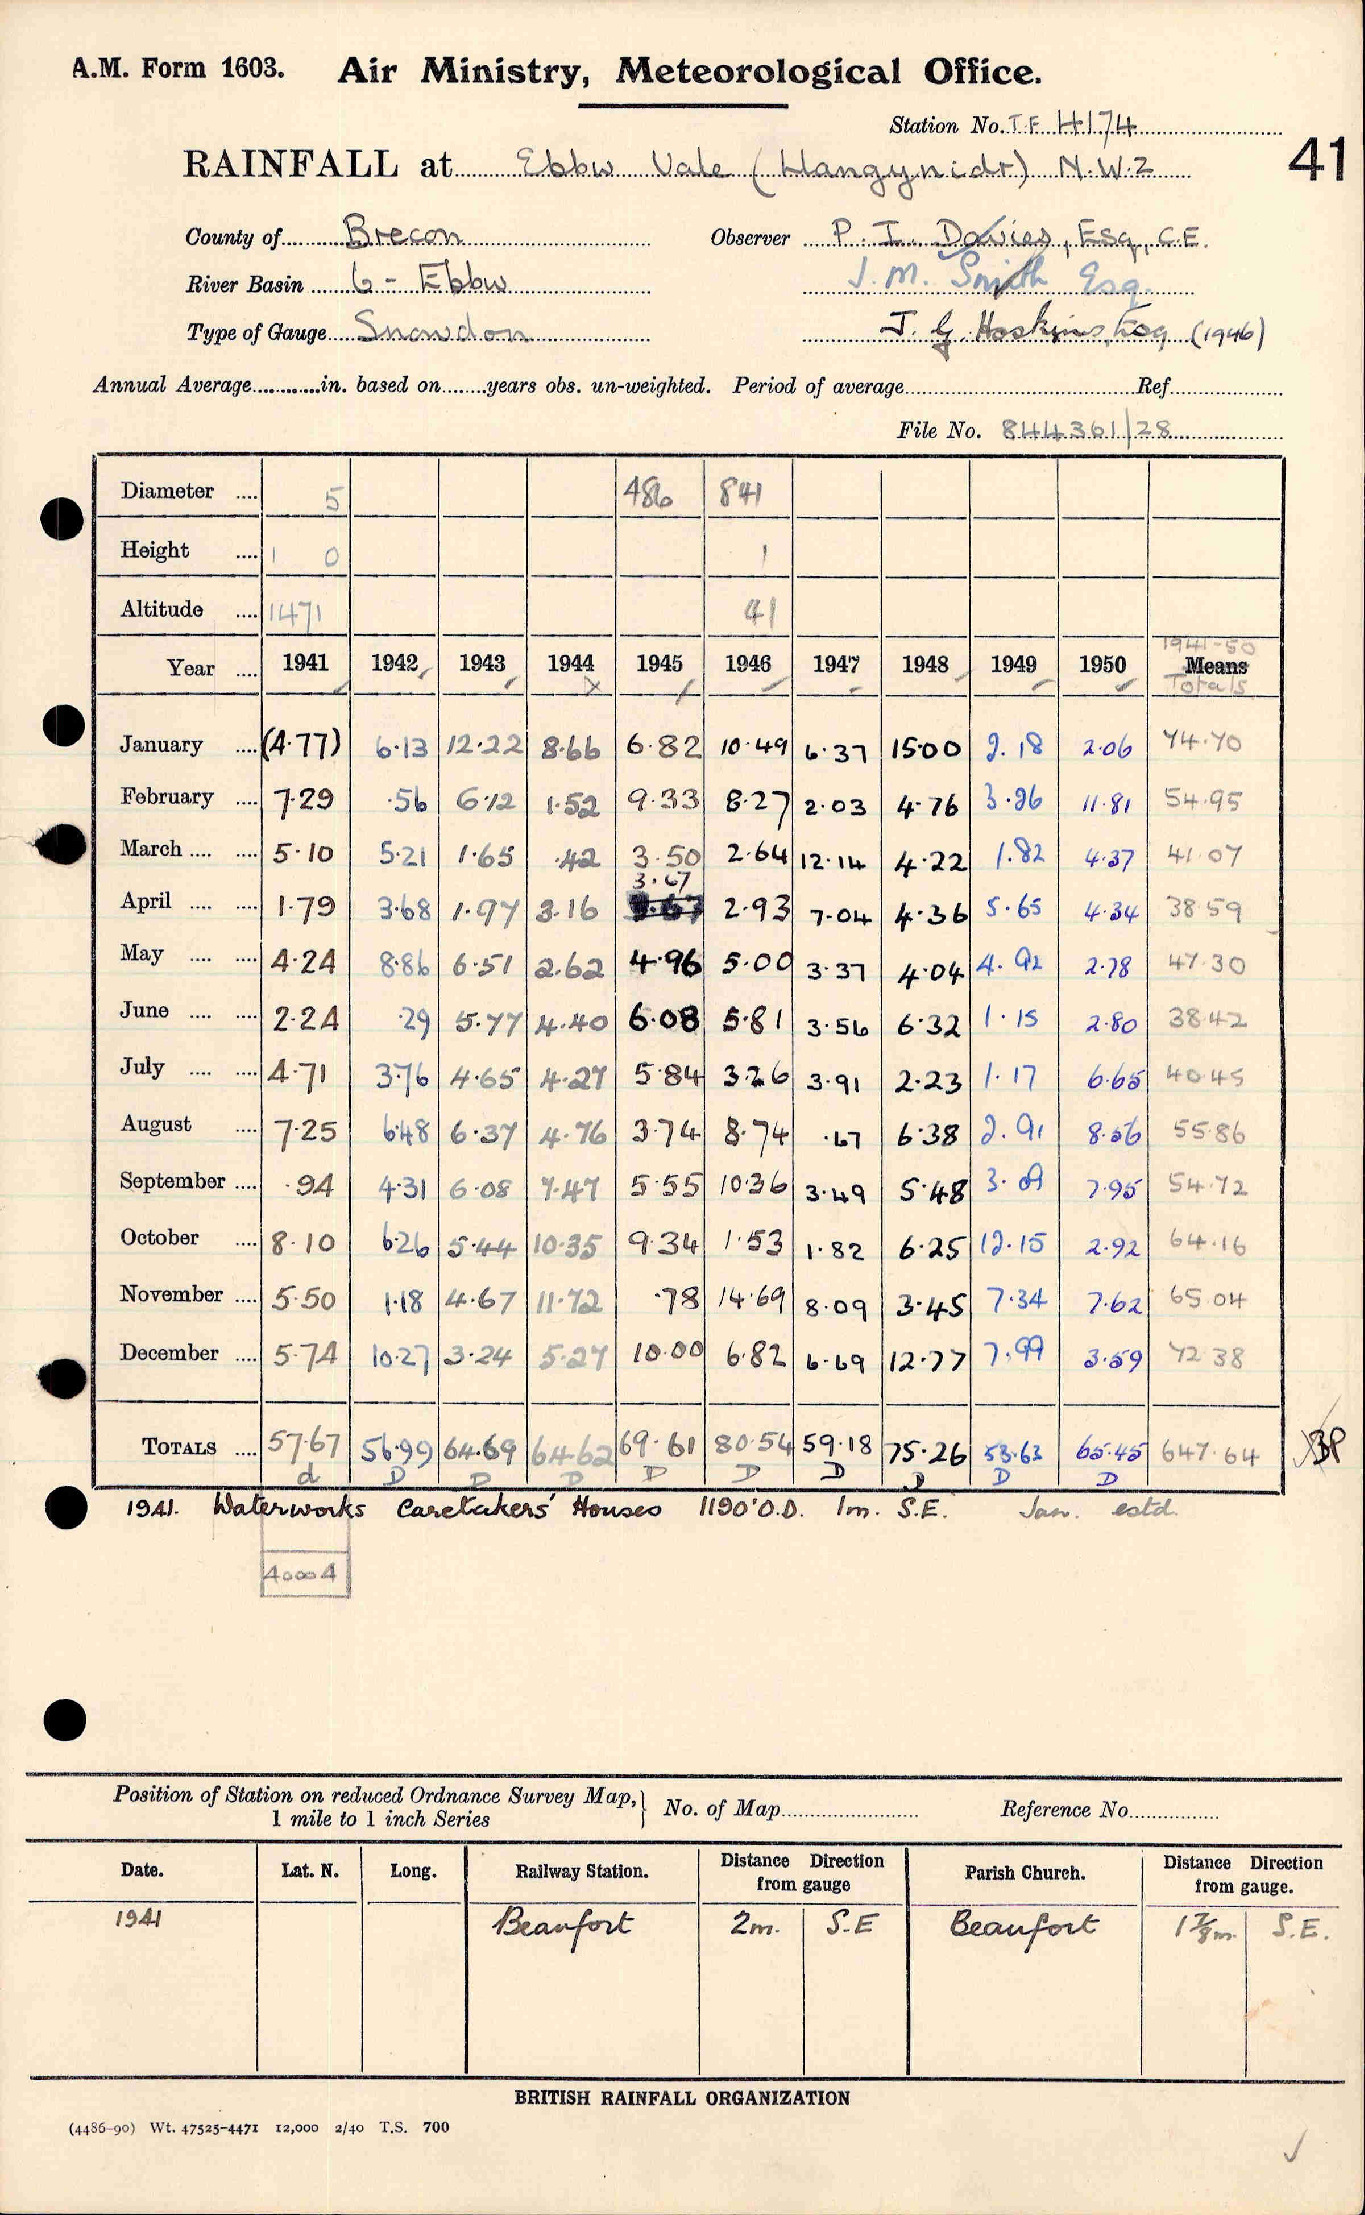 A.M. Form 1603. Air Ministry, Meteorological Office.
Station No. T.F. 4174
41
RAINFALL at Ebbw Vale (Llangynidr) N.W.2
County of Brecon Observer P. I. Davies, Esq., C.E.
River Basin 6 - Ebbw J. M. Smith Esq.
Type of Gauge Snowdon J. G. Hoskins, Esq (1946)
Annual Average in. based on years obs. un-weighted. Period of average Ref
File No. 844361/28
Diameter 5 486 841
Height 1 0 1
Altitude 1471 41
1941-50
Year 1941 1942 1943 1944 1945 1946 1947 1948 1949 1950 Means
Totals
January (4.77) 6.13 12.22 8.66 6.82 10.49 6.37 15.00 2.18 2.06 74.70
February 7.29 .56 6.12 1.52 9.33 8.27 2.03 4.76 3.26 11.81 54.95
March 5.10 5.21 1.65 .42 3.50 2.64 12.14 4.22 1.82 4.37 41.07
3.67
April 1.79 3.68 1.97 3.16 2.93 7.04 4.36 5.65 4.34 38.59
May 4.24 8.86 6.51 2.62 4.96 5.00 3.37 4.04 4.92 2.78 47.30
June 2.24 .29 5.77 4.40 6.08 5.81 3.56 6.32 1.15 2.80 38.42
July 4.71 3.76 4.65 4.27 5.84 3.26 3.91 2.23 1.17 6.65 40.45
August 7.25 6.48 6.37 4.76 3.74 8.74 .67 6.38 2.91 8.56 55.86
September .94 4.31 6.08 7.47 5.55 10.36 3.49 5.48 3.09 7.95 54.72
October 8.10 6.26 5.44 10.35 9.34 1.53 1.82 6.25 12.15 2.92 64.16
November 5.50 1.18 4.67 11.72 .78 14.69 8.09 3.45 7.34 7.62 65.04
December 5.74 10.27 3.24 5.27 10.00 6.82 6.69 12.77 7.99 3.59 72.38
TOTALS 57.67 56.99 64.69 64.62 69.61 80.54 59.18 75.26 53.63 65.45 647.64
d D D D D D D D D D
1941. Waterworks Caretakers' Houses 1190' O.D. 1m. S.E. Jan. estd.
40004
Position of Station on reduced Ordnance Survey Map,
1 mile to 1 inch Series
No. of Map Reference No.
Date. Lat. N. Long. Railway Station. Distance from gauge Direction Parish Church. Distance from gauge. Direction
1941 Beaufort 2m. S.E Beaufort 1 7/8 m. S.E.
BRITISH RAINFALL ORGANIZATION
(4486-90) Wt. 47525-4471 12,000 2/40 T.S. 700